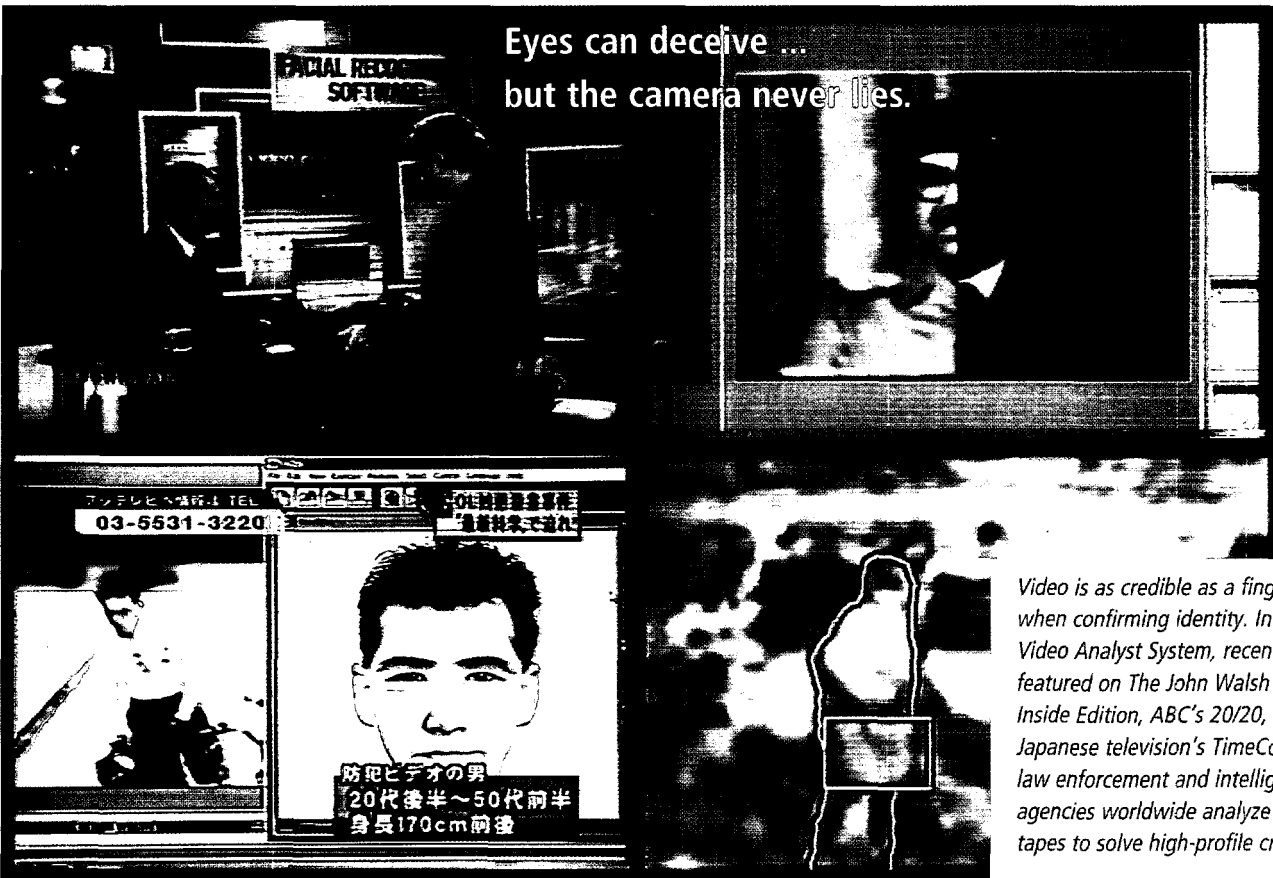 Eyes can deceive ...
but the camera never lies.
FACIAL
SOFTWARE
TEL
03-5531-3220
防犯ビデオの男
20代後半~50代前半
身長170cm前後
Video is as credible as a fing
when confirming identity. In
Video Analyst System, recen
featured on The John Walsh
Inside Edition, ABC's 20/20,
Japanese television's TimeCo
law enforcement and intellig
agencies worldwide analyze
tapes to solve high-profile cr